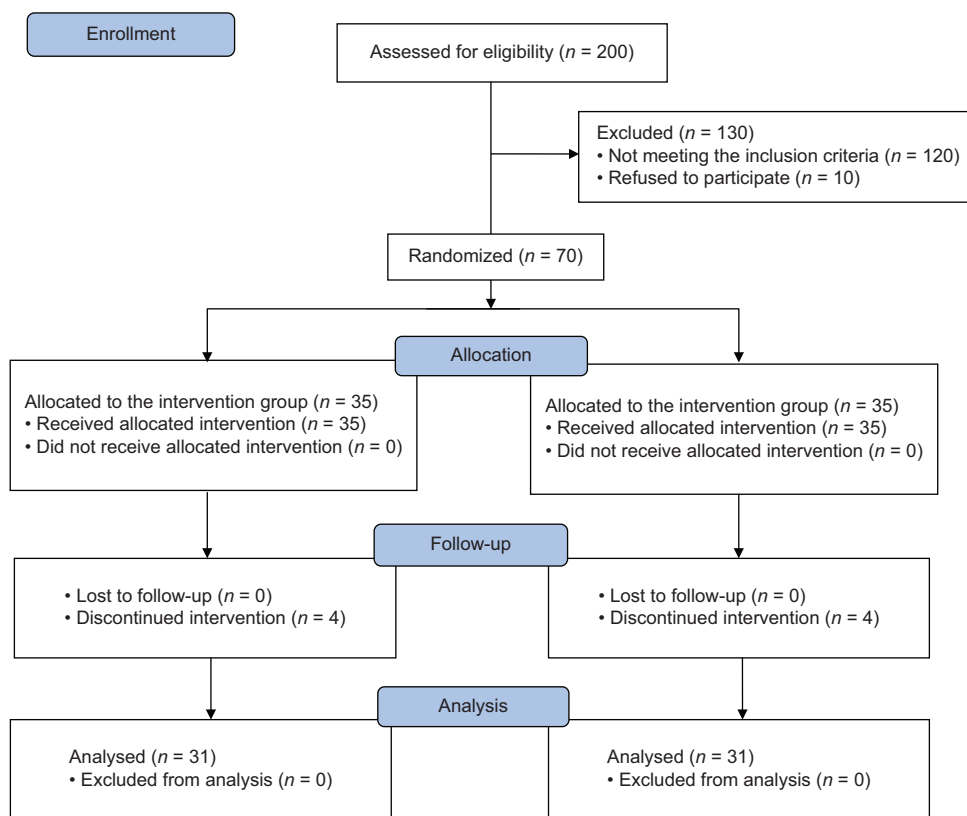 Enrollment
Assessed for eligibility (n = 200)
Excluded (n = 130)
• Not meeting the inclusion criteria (n = 120)
• Refused to participate (n = 10)
Randomized (n = 70)
Allocation
Allocated to the intervention group (n = 35)
• Received allocated intervention (n = 35)
• Did not receive allocated intervention (n = 0)
Allocated to the intervention group (n = 35)
• Received allocated intervention (n = 35)
• Did not receive allocated intervention (n = 0)
Follow-up
• Lost to follow-up (n = 0)
• Discontinued intervention (n = 4)
• Lost to follow-up (n = 0)
• Discontinued intervention (n = 4)
Analysis
Analysed (n = 31)
• Excluded from analysis (n = 0)
Analysed (n = 31)
• Excluded from analysis (n = 0)